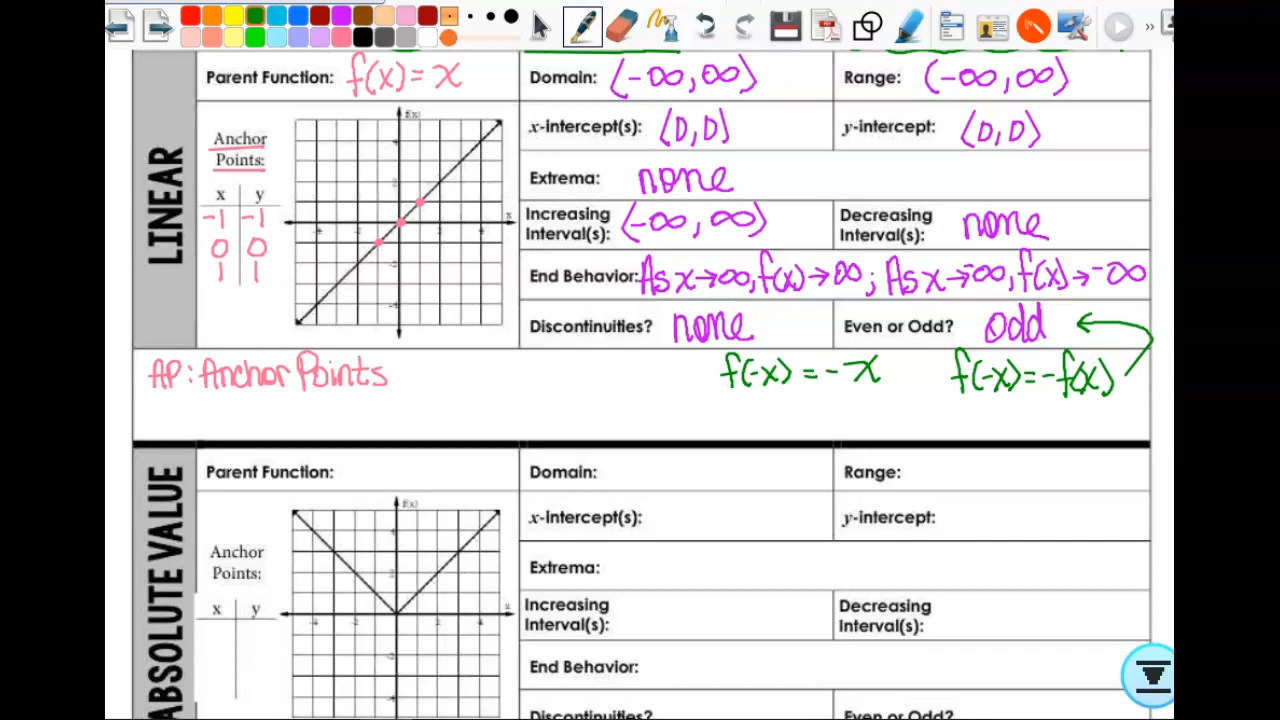 LINEAR
Parent Function: f(x) = x
Domain: (-∞, ∞)
Range: (-∞, ∞)
Anchor
Points:
x y
-1 -1
0 0
1 1
f(x)
x
x-intercept(s): (0, 0)
y-intercept: (0, 0)
Extrema: none
Increasing
Interval(s): (-∞, ∞)
Decreasing
Interval(s): none
End Behavior: As x→∞, f(x)→∞; As x→-∞, f(x)→-∞
Discontinuities? none
Even or Odd? odd
AP: Anchor Points
f(-x) = -x
f(-x) = -f(x)
ABSOLUTE VALUE
Parent Function:
Domain:
Range:
Anchor
Points:
x y
f(x)
x
x-intercept(s):
y-intercept:
Extrema:
Increasing
Interval(s):
Decreasing
Interval(s):
End Behavior:
Discontinuities?
Even or Odd?